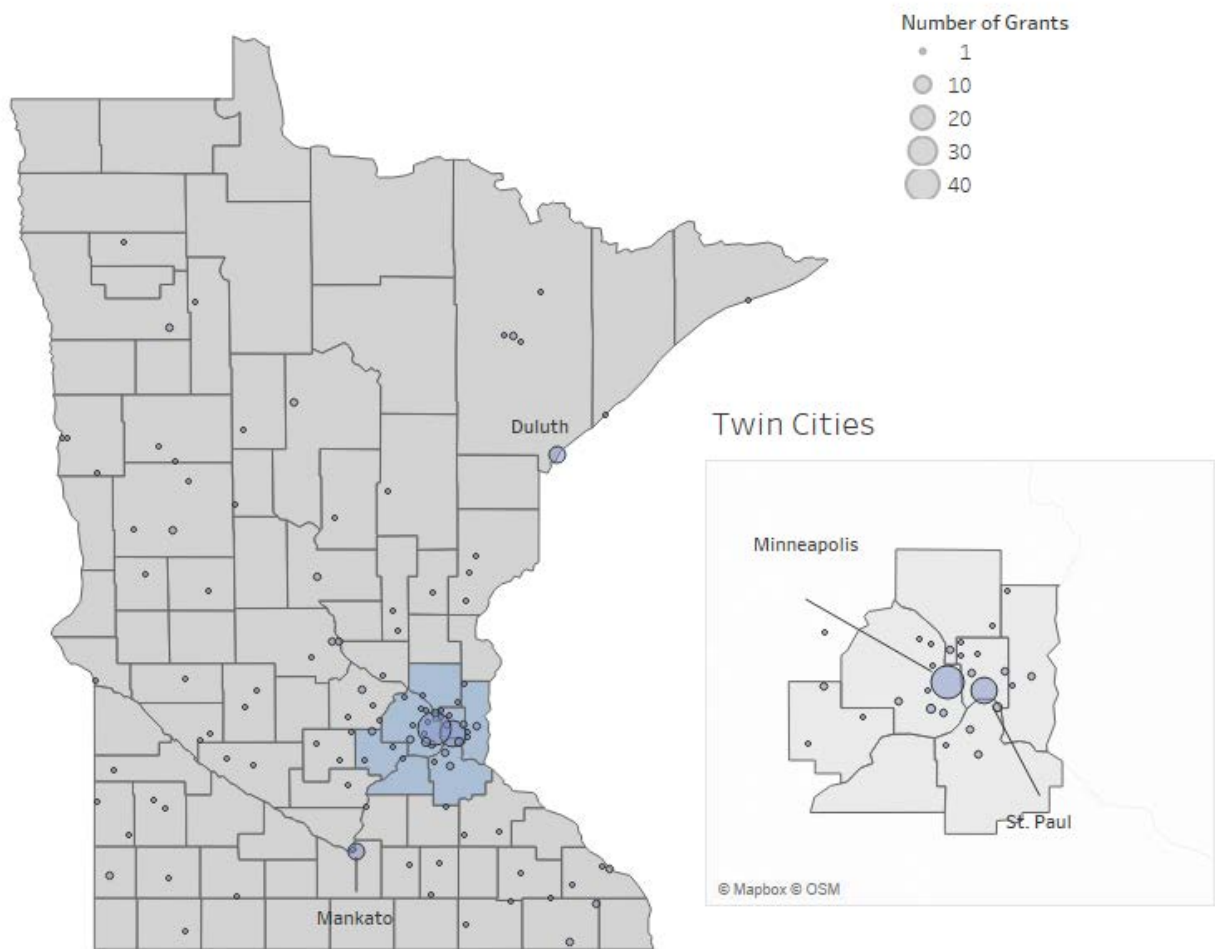 Number of Grants
1
10
20
30
40
Duluth
Twin Cities
Minneapolis
St. Paul
© Mapbox © OSM
Mankato